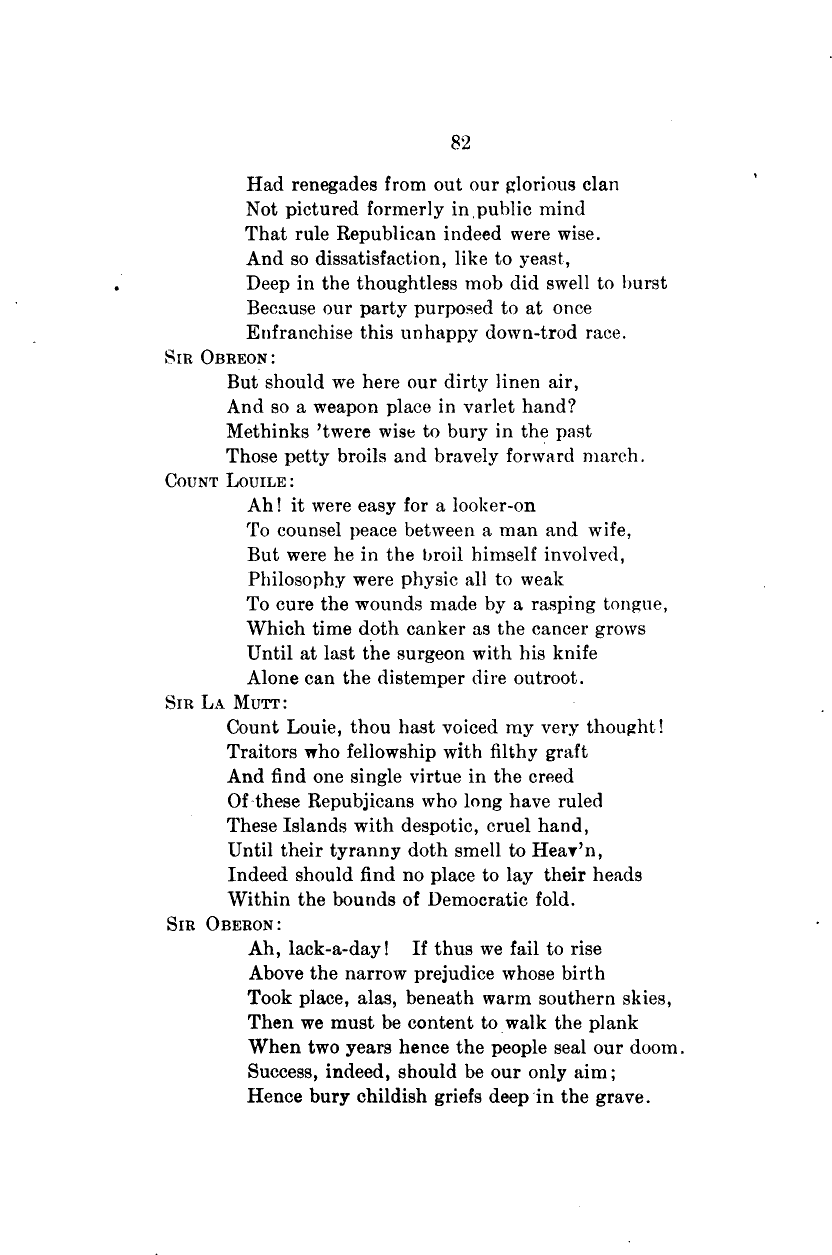 82
Had renegades from out our glorious clan
Not pictured formerly in public mind
That rule Republican indeed were wise.
And so dissatisfaction, like to yeast,
Deep in the thoughtless mob did swell to burst
Because our party purposed to at once
Enfranchise this unhappy down-trod race.
SIR OBREON:
But should we here our dirty linen air,
And so a weapon place in varlet hand?
Methinks 'twere wise to bury in the past
Those petty broils and bravely forward march.
COUNT LOUILE:
Ah! it were easy for a looker-on
To counsel peace between a man and wife,
But were he in the broil himself involved,
Philosophy were physic all to weak
To cure the wounds made by a rasping tongue,
Which time doth canker as the cancer grows
Until at last the surgeon with his knife
Alone can the distemper dire outroot.
SIR LA MUTT:
Count Louie, thou hast voiced my very thought!
Traitors who fellowship with filthy graft
And find one single virtue in the creed
Of these Repubjicans who long have ruled
These Islands with despotic, cruel hand,
Until their tyranny doth smell to Heav'n,
Indeed should find no place to lay their heads
Within the bounds of Democratic fold.
SIR OBERON:
Ah, lack-a-day! If thus we fail to rise
Above the narrow prejudice whose birth
Took place, alas, beneath warm southern skies,
Then we must be content to walk the plank
When two years hence the people seal our doom.
Success, indeed, should be our only aim;
Hence bury childish griefs deep in the grave.